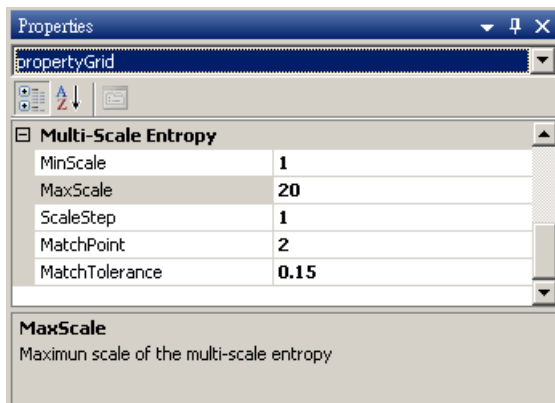 Properties
propertyGrid
A Z
Multi-Scale Entropy
MinScale 1
MaxScale 20
ScaleStep 1
MatchPoint 2
MatchTolerance 0.15
MaxScale
Maximun scale of the multi-scale entropy